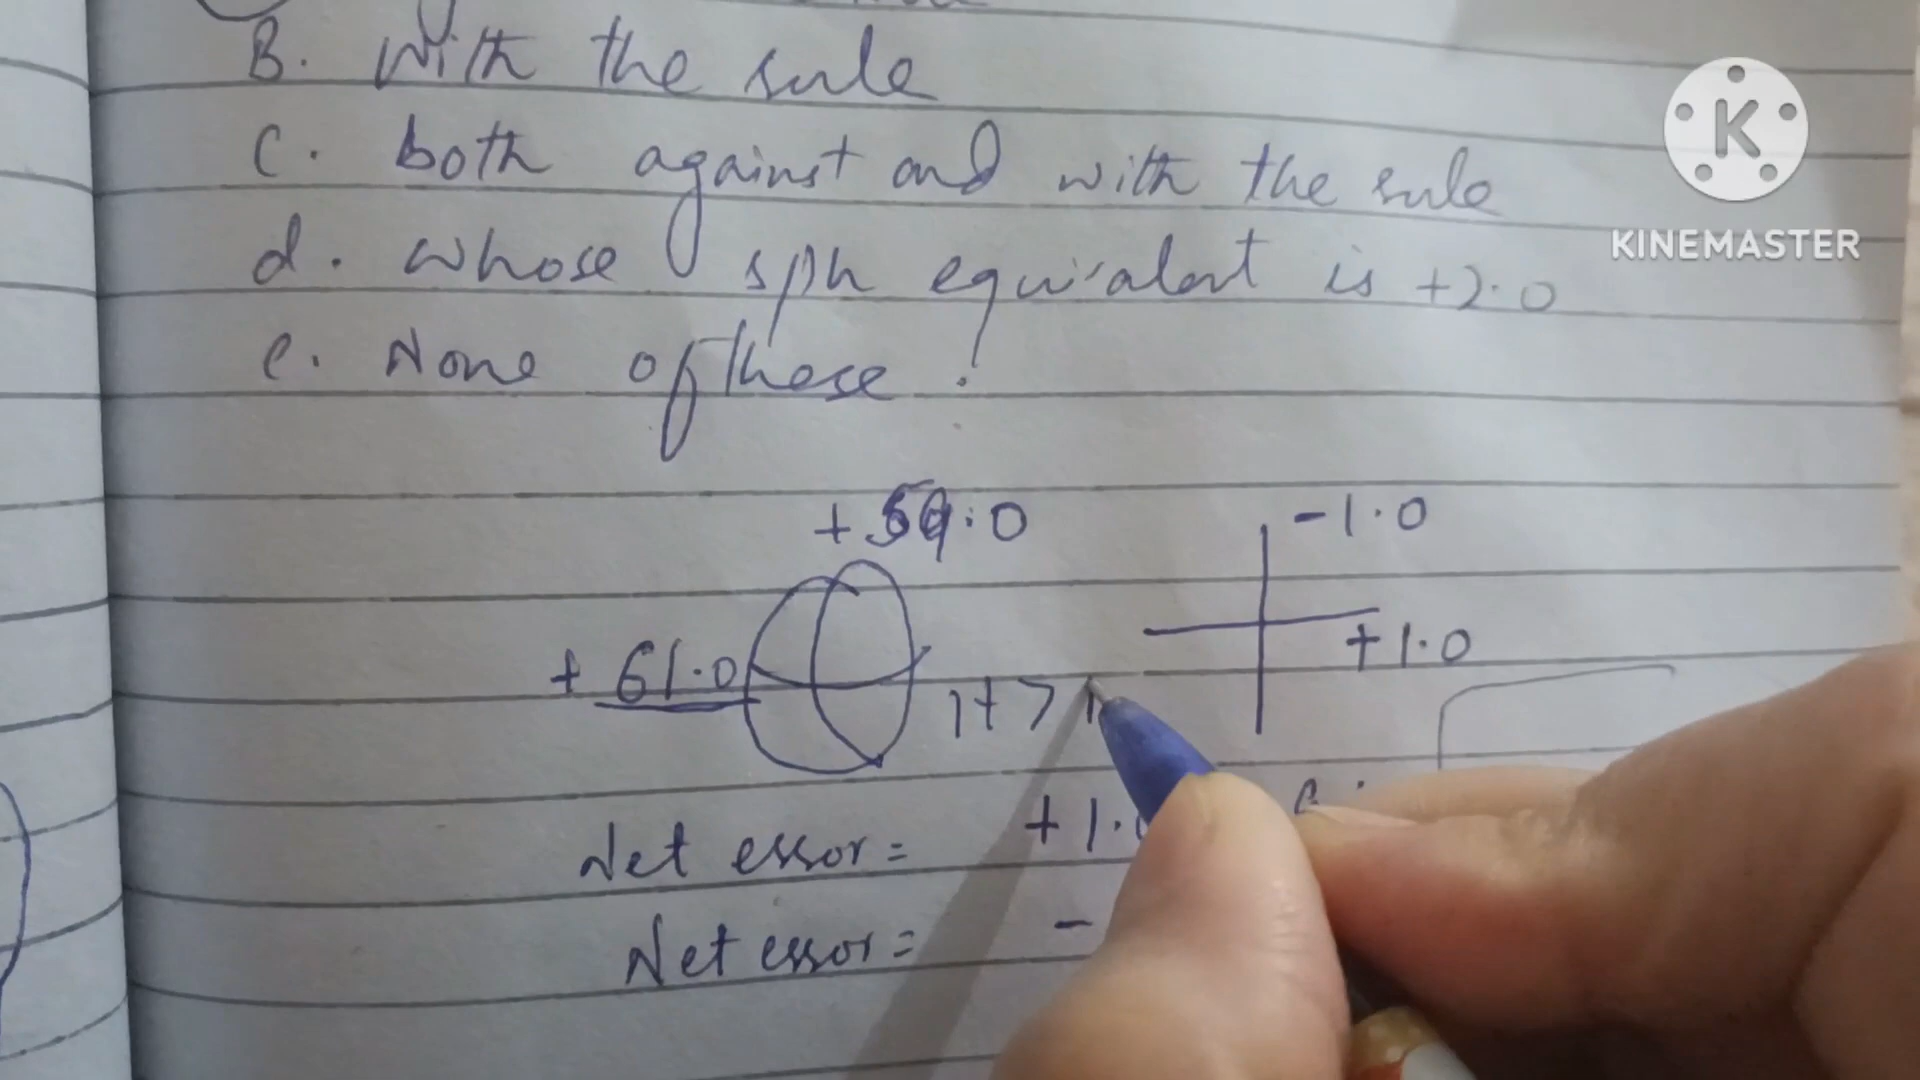 B. With the rule
C. both against and with the rule
d. whose sph equivalent is +2.0
e. None of these.
+59.0
-1.0
+61.0
+1.0
H>
+1.
Net error =
Net error = -
K
KINEMASTER